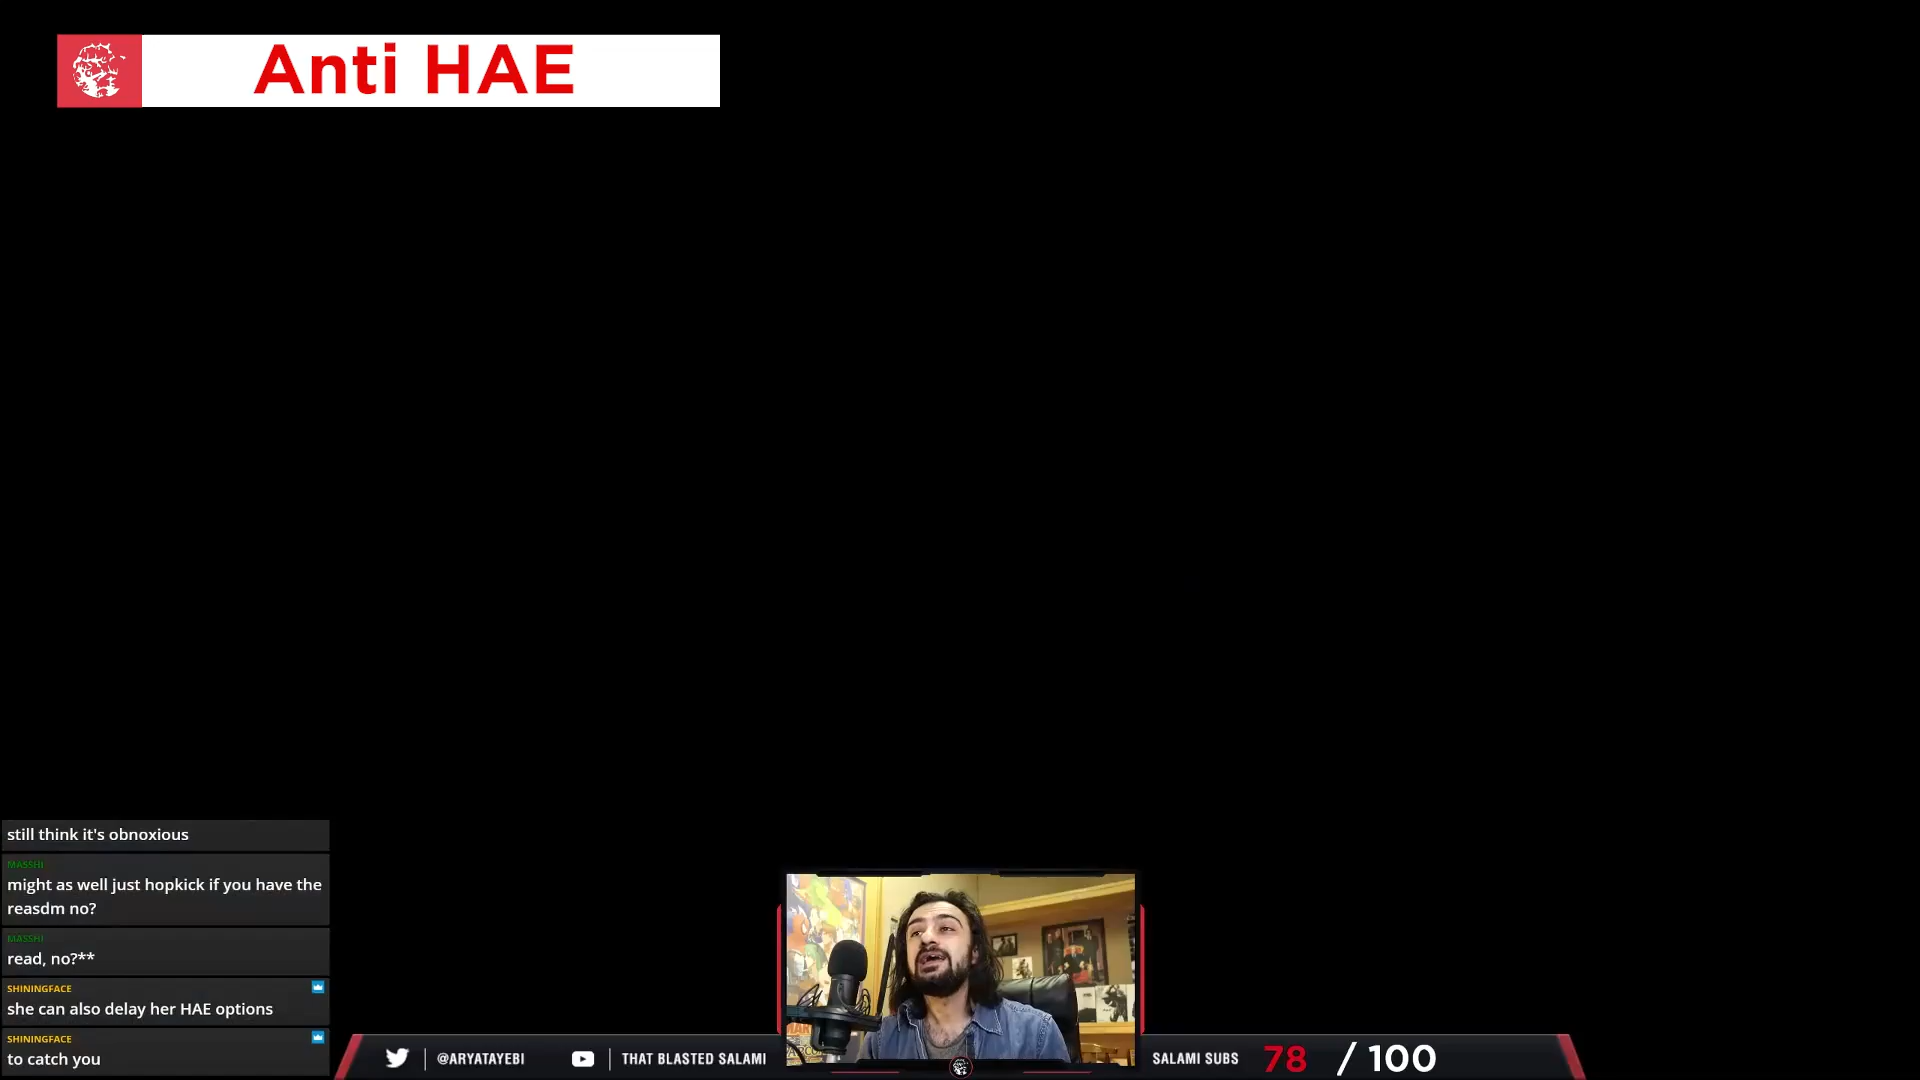 Anti HAE
still think it's obnoxious
MASSHI
might as well just hopkick if you have the
reasdm no?
MASSHI
read, no?**
SHININGFACE
she can also delay her HAE options
SHININGFACE
to catch you
@ARYATAYEBI
THAT BLASTED SALAMI
SALAMI SUBS 78 / 100